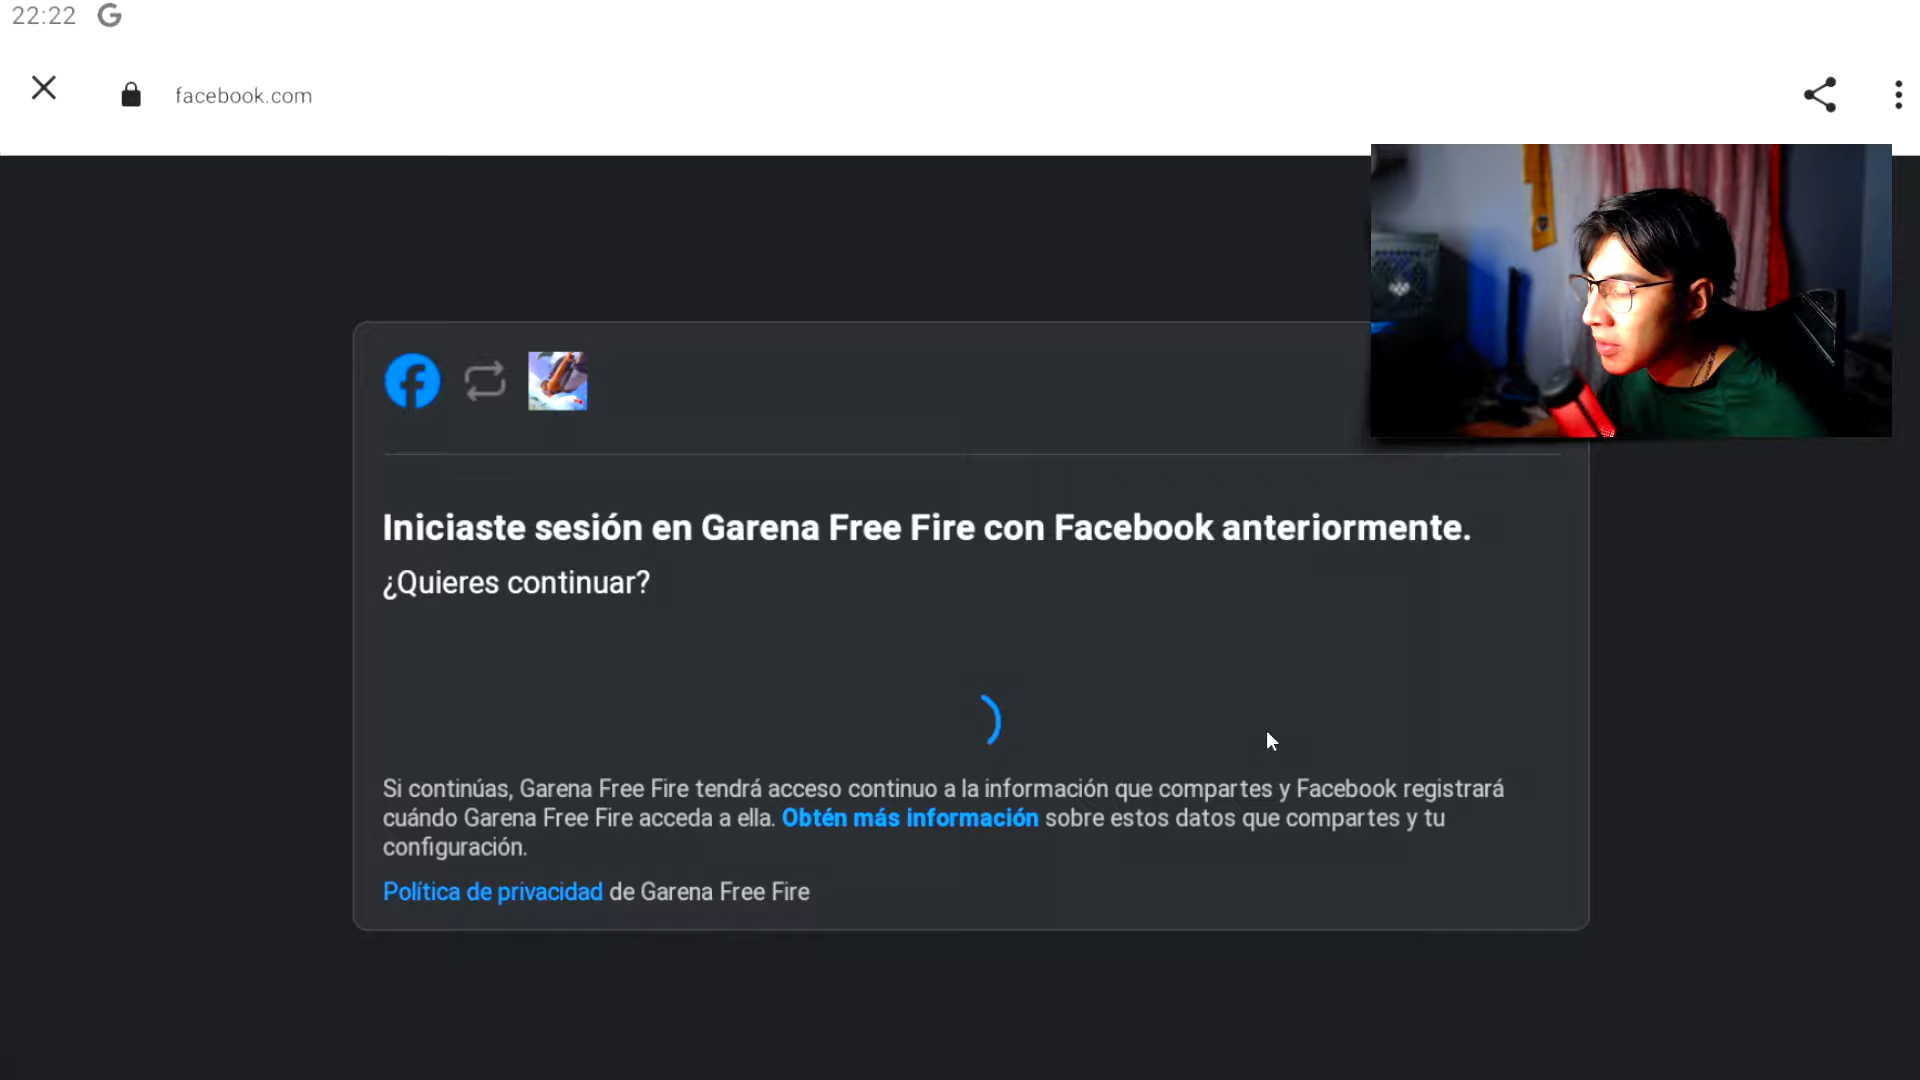 22:22 G
facebook.com
Iniciaste sesión en Garena Free Fire con Facebook anteriormente.
¿Quieres continuar?
Si continúas, Garena Free Fire tendrá acceso continuo a la información que compartes y Facebook registrará
cuándo Garena Free Fire acceda a ella. Obtén más información sobre estos datos que compartes y tu
configuración.
Política de privacidad de Garena Free Fire